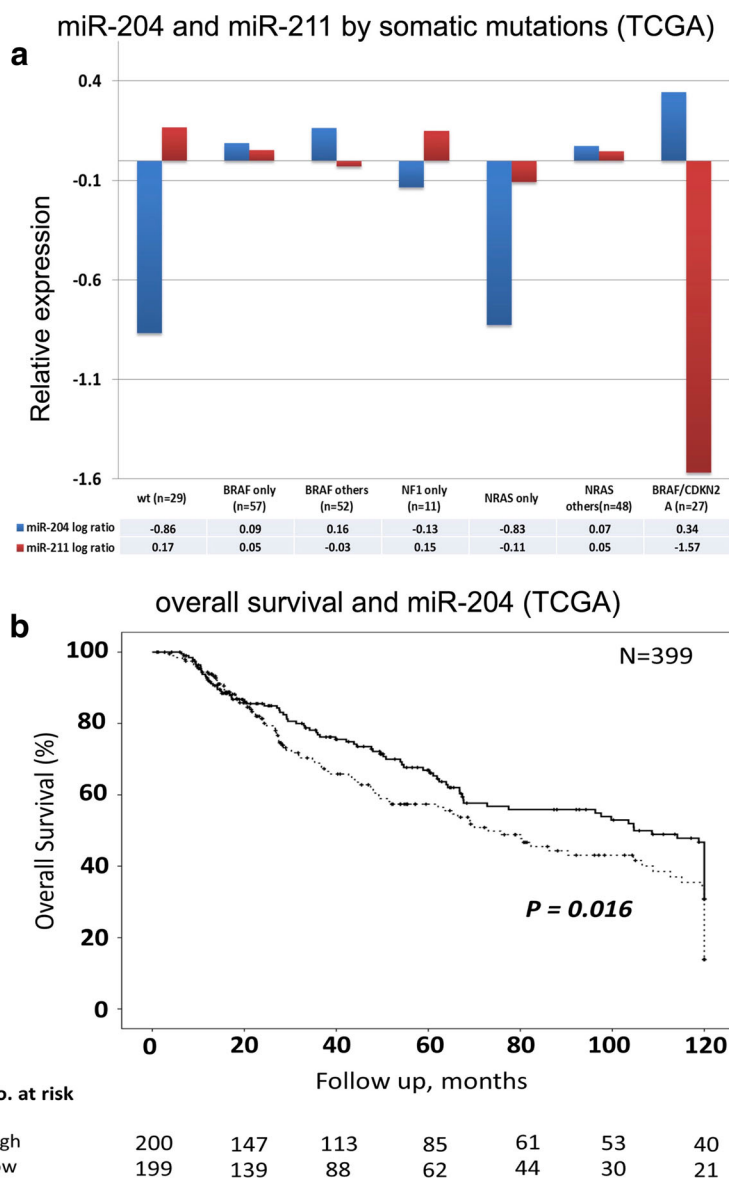 miR-204 and miR-211 by somatic mutations (TCGA)
a
0.4
-0.1
-0.6
-1.1
-1.6
Relative expression
wt (n=29) BRAF only (n=57) BRAF others (n=52) NF1 only (n=11) NRAS only NRAS others(n=48) BRAF/CDKN2A (n=27)
miR-204 log ratio -0.86 0.09 0.16 -0.13 -0.83 0.07 0.34
miR-211 log ratio 0.17 0.05 -0.03 0.15 -0.11 0.05 -1.57
overall survival and miR-204 (TCGA)
b
N=399
100
80
60
40
20
0
Overall Survival (%)
P = 0.016
0 20 40 60 80 100 120
Follow up, months
o. at risk
gh 200 147 113 85 61 53 40
ow 199 139 88 62 44 30 21